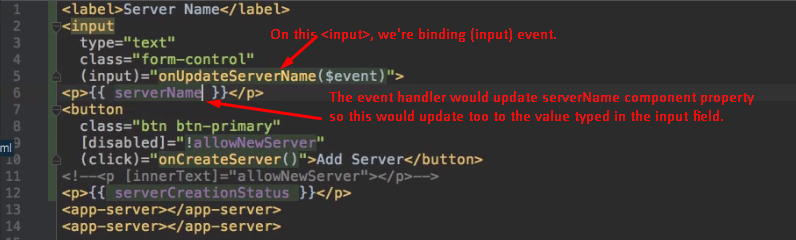 1 <label>Server Name</label>
2 <input
On this <input>, we're binding (input) event.
3 type="text"
4 class="form-control"
5 (input)="onUpdateServerName($event)">
6 <p>{{ serverName }}</p>
The event handler would update serverName component property
so this would update too to the value typed in the input field.
7 <button
8 class="btn btn-primary"
ml 9 [disabled]="!allowNewServer"
10 (click)="onCreateServer()">Add Server</button>
11 <!--<p [innerText]="allowNewServer"></p>-->
12 <p>{{ serverCreationStatus }}</p>
13 <app-server></app-server>
14 <app-server></app-server>